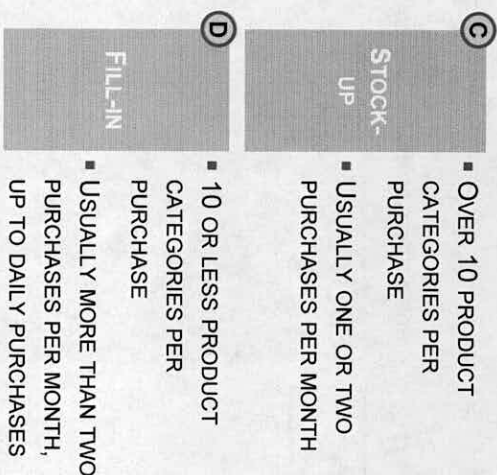 C
STOCK-
UP
▪ OVER 10 PRODUCT
CATEGORIES PER
PURCHASE
▪ USUALLY ONE OR TWO
PURCHASES PER MONTH
D
FILL-IN
▪ 10 OR LESS PRODUCT
CATEGORIES PER
PURCHASE
▪ USUALLY MORE THAN TWO
PURCHASES PER MONTH,
UP TO DAILY PURCHASES